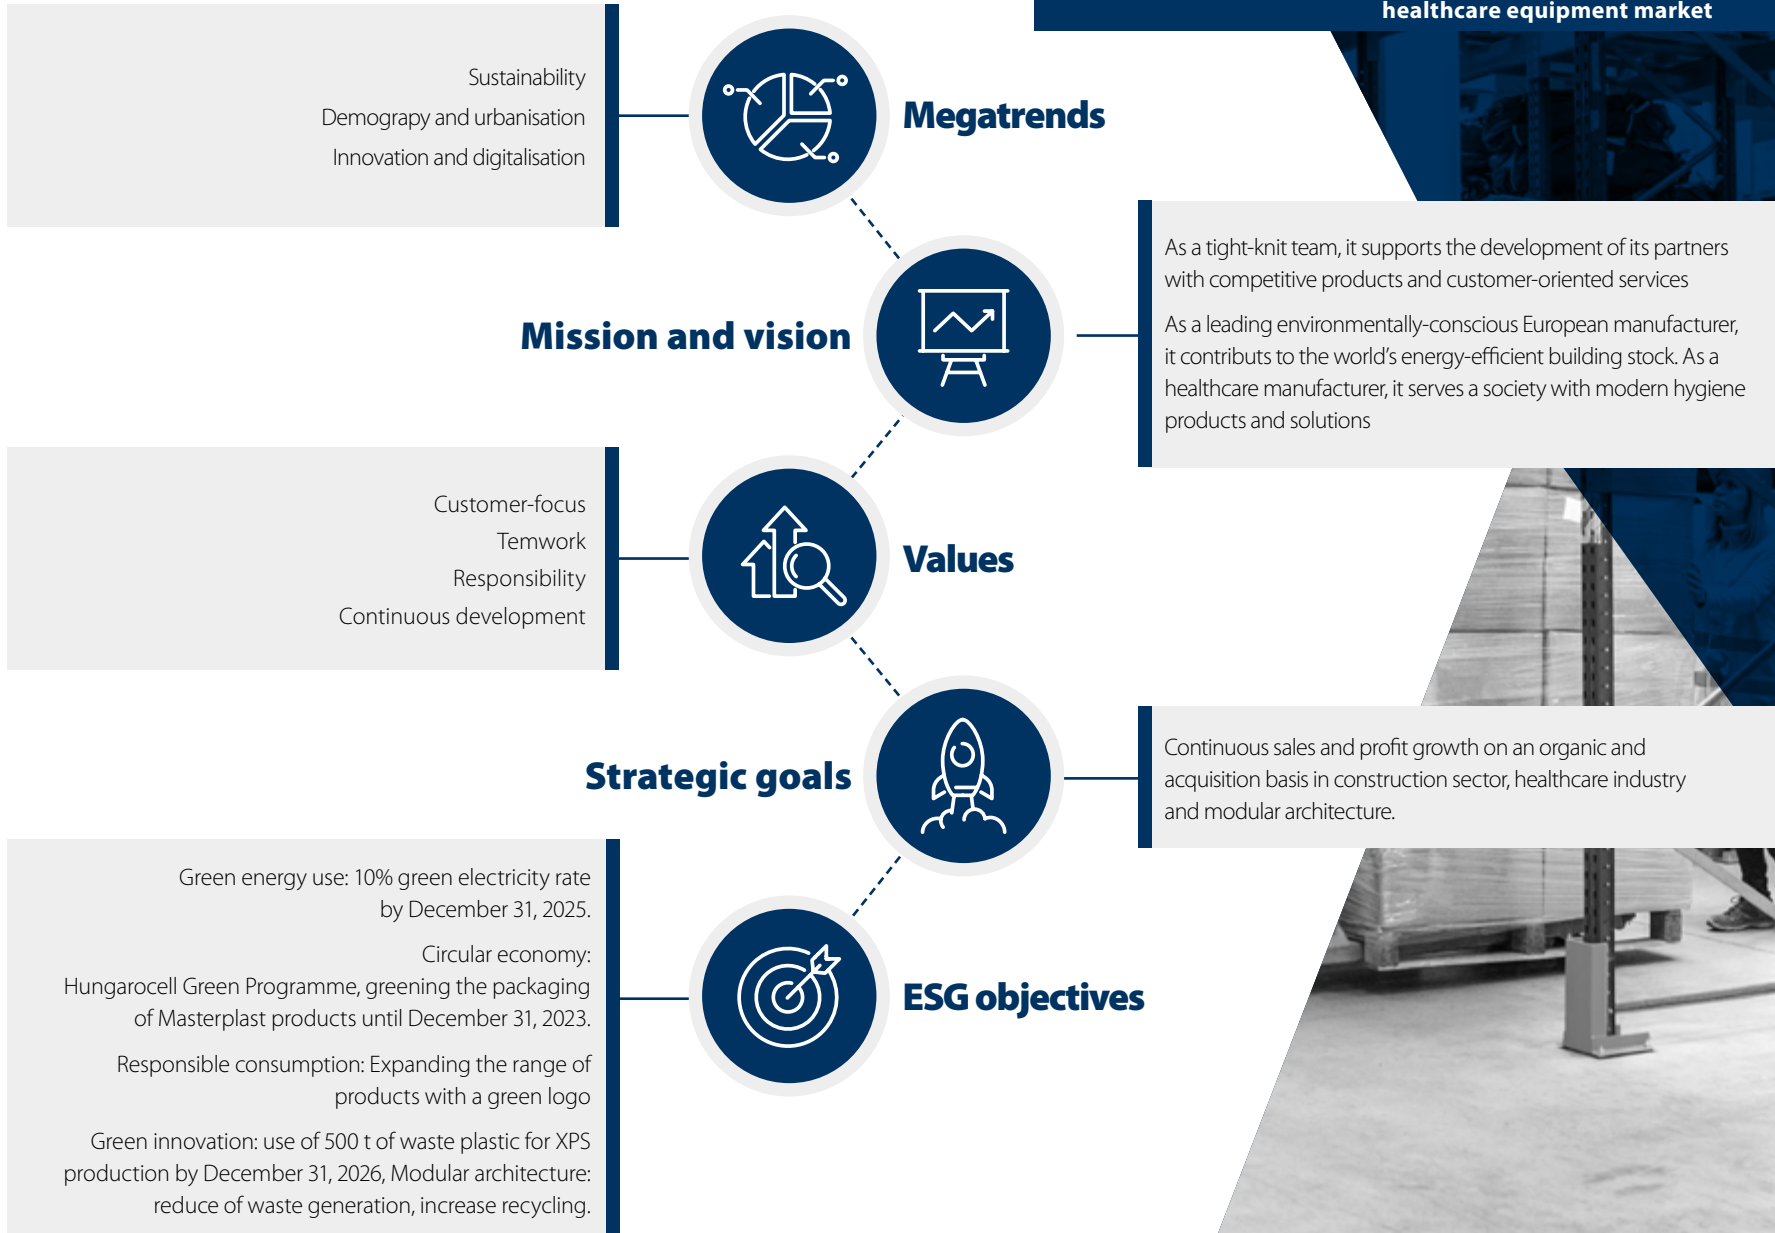 healthcare equipment market
Sustainability
Demograpy and urbanisation
Innovation and digitalisation
Megatrends
Mission and vision
As a tight-knit team, it supports the development of its partners
with competitive products and customer-oriented services
As a leading environmentally-conscious European manufacturer,
it contributs to the world’s energy-efficient building stock. As a
healthcare manufacturer, it serves a society with modern hygiene
products and solutions
Customer-focus
Temwork
Responsibility
Continuous development
Values
Strategic goals
Continuous sales and profit growth on an organic and
acquisition basis in construction sector, healthcare industry
and modular architecture.
Green energy use: 10% green electricity rate
by December 31, 2025.
Circular economy:
Hungarocell Green Programme, greening the packaging
of Masterplast products until December 31, 2023.
Responsible consumption: Expanding the range of
products with a green logo
Green innovation: use of 500 t of waste plastic for XPS
production by December 31, 2026, Modular architecture:
reduce of waste generation, increase recycling.
ESG objectives